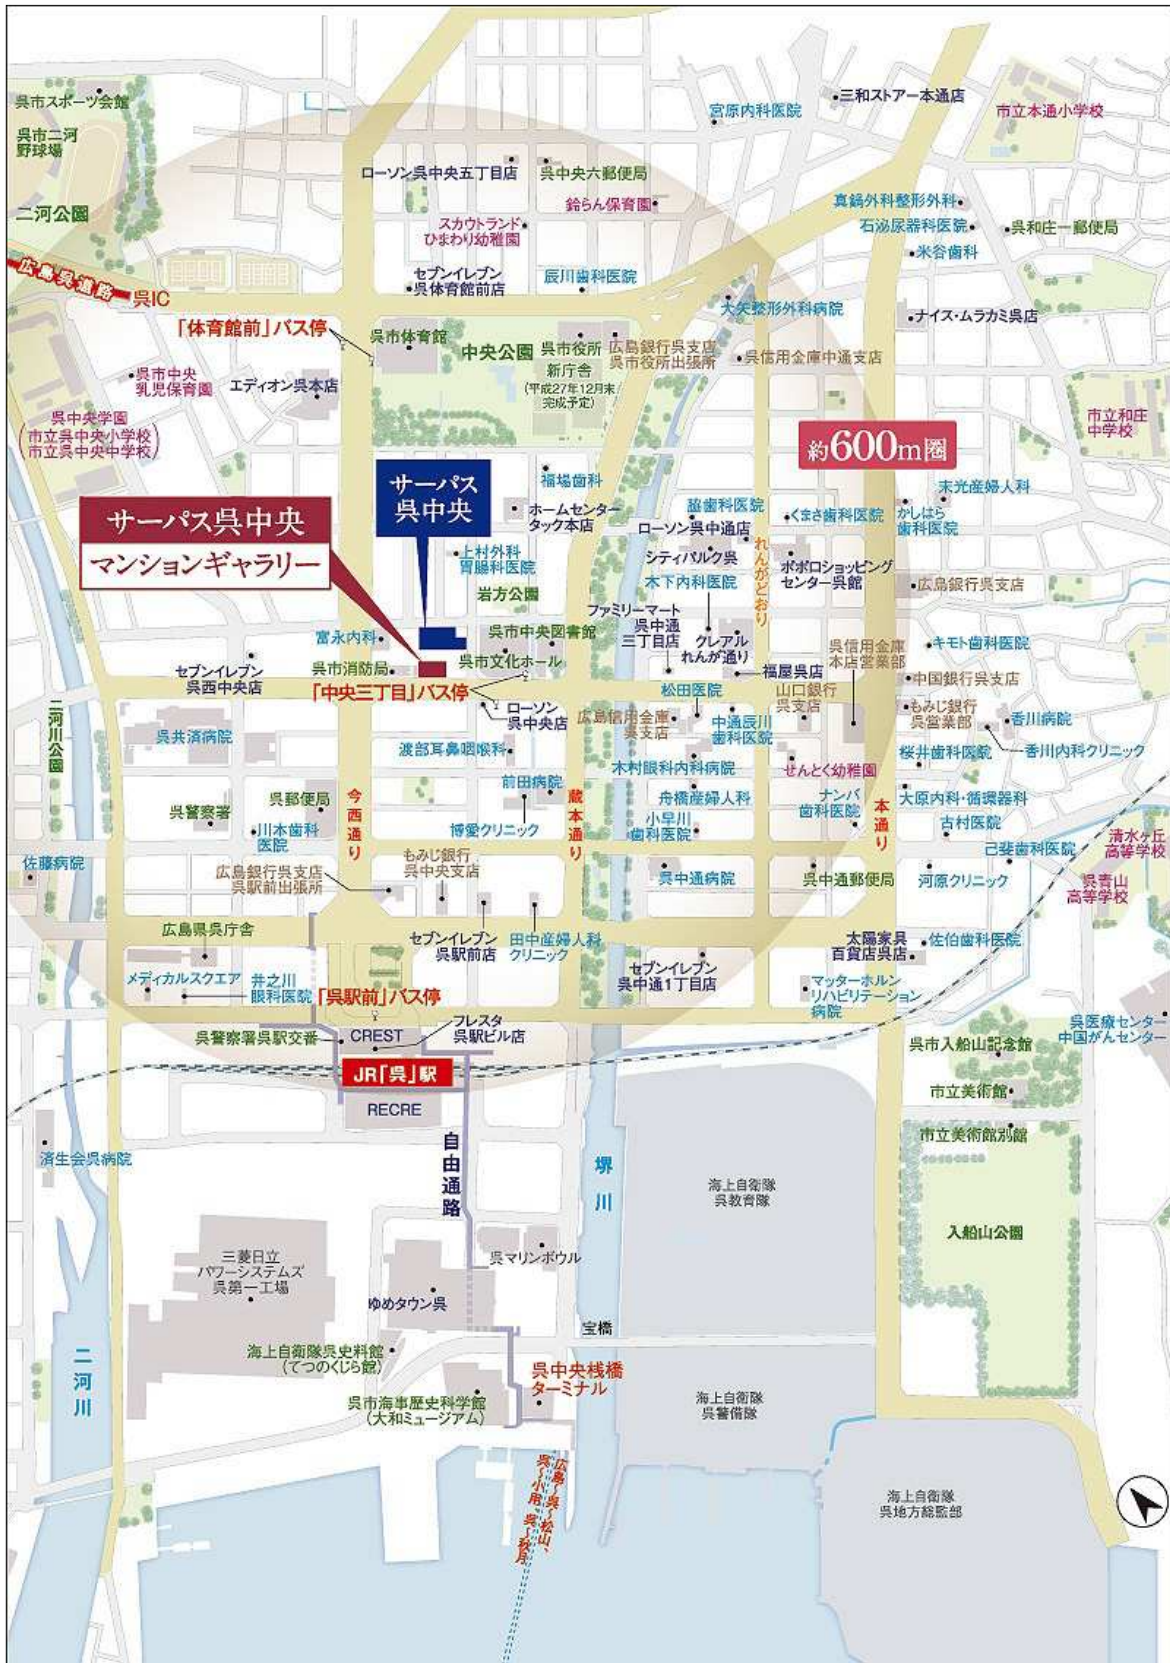 宮原内科医院
三和ストアー本通店
市立本通小学校
呉市スポーツ会館
呉市二河
野球場
二河公園
ローソン呉中央五丁目店
呉中央六郵便局
鈴らん保育園
スカウトランド
ひまわり幼稚園
真鍋外科整形外科
石泌尿器科医院
呉和庄一郵便局
米谷歯科
広島呉道路
呉IC
セブンイレブン
呉体育館前店
辰川歯科医院
大矢整形外科病院
ナイス・ムラカミ呉店
「体育館前」バス停
呉市体育館
中央公園
呉市役所
新庁舎
(平成27年12月末
完成予定)
広島銀行呉支店
呉市役所出張所
呉信用金庫中通支店
呉市中央
乳児保育園
エディオン呉本店
呉中央学園
(市立呉中央小学校
市立呉中央中学校)
市立和庄
中学校
約600m圏
サーパス
呉中央
サーパス呉中央
マンションギャラリー
福場歯科
ホームセンター
タック本店
脇歯科医院
ローソン呉中通店
シティパルク呉
木下内科医院
くまさ歯科医院
れんがどおり
ポポロショッピング
センター呉館
末光産婦人科
かしはら
歯科医院
広島銀行呉支店
上村外科
胃腸科医院
岩方公園
ファミリーマート
呉中通
三丁目店
クレアル
れんが通り
呉信用金庫
本店営業部
キモト歯科医院
富永内科
呉市中央図書館
呉市消防局
呉市文化ホール
セブンイレブン
呉西中央店
「中央三丁目」バス停
福屋呉店
山口銀行
呉支店
中国銀行呉支店
もみじ銀行
呉営業部
ローソン
呉中央店
松田医院
広島信用金庫
呉支店
中通辰川
歯科医院
香川病院
香川内科クリニック
二河川公園
呉共済病院
渡部耳鼻咽喉科
木村眼科内科病院
せんとく幼稚園
桜井歯科医院
前田病院
舟橋産婦人科
ナンバ
歯科医院
大原内科・循環器科
呉郵便局
呉警察署
川本歯科
医院
今西通り
博愛クリニック
蔵本通り
小早川
歯科医院
本通り
古村医院
清水ヶ丘
高等学校
己斐歯科医院
佐藤病院
広島銀行呉支店
呉駅前出張所
もみじ銀行
呉中央支店
呉中通病院
呉中通郵便局
河原クリニック
呉青山
高等学校
広島県呉庁舎
セブンイレブン
呉駅前店
田中産婦人科
クリニック
太陽家具
百貨店呉店
佐伯歯科医院
セブンイレブン
呉中通1丁目店
メディカルスクエア
井之川
眼科医院
「呉駅前」バス停
マッターホルン
リハビリテーション
病院
呉警察署呉駅交番
CREST
フレスタ
呉駅ビル店
呉医療センター
中国がんセンター
呉市入船山記念館
JR「呉」駅
市立美術館
RECRE
市立美術館別館
自由通路
済生会呉病院
堺川
海上自衛隊
呉教育隊
入船山公園
三菱日立
パワーシステムズ
呉第一工場
呉マリンボウル
ゆめタウン呉
宝橋
海上自衛隊呉史料館
(てつのくじら館)
呉中央桟橋
ターミナル
二河川
呉市海事歴史科学館
(大和ミュージアム)
海上自衛隊
呉警備隊
広島〜呉〜松山、
呉〜小用、呉〜秋月
海上自衛隊
呉地方総監部